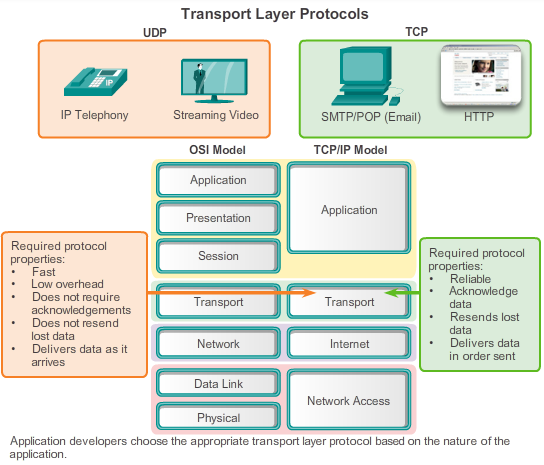 Transport Layer Protocols
UDP
TCP
IP
IP Telephony
Streaming Video
SMTP/POP (Email)
HTTP
OSI Model
TCP/IP Model
Application
Presentation
Session
Application
Required protocol
properties:
• Fast
• Low overhead
• Does not require
acknowledgements
• Does not resend
lost data
• Delivers data as it
arrives
Transport
Transport
Required protocol
properties:
• Reliable
• Acknowledge
data
• Resends lost
data
• Delivers data
in order sent
Network
Internet
Data Link
Physical
Network Access
Application developers choose the appropriate transport layer protocol based on the nature of the
application.